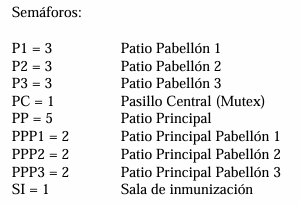 Semáforos:
P1 = 3 Patio Pabellón 1
P2 = 3 Patio Pabellón 2
P3 = 3 Patio Pabellón 3
PC = 1 Pasillo Central (Mutex)
PP = 5 Patio Principal
PPP1 = 2 Patio Principal Pabellón 1
PPP2 = 2 Patio Principal Pabellón 2
PPP3 = 2 Patio Principal Pabellón 3
SI = 1 Sala de inmunización